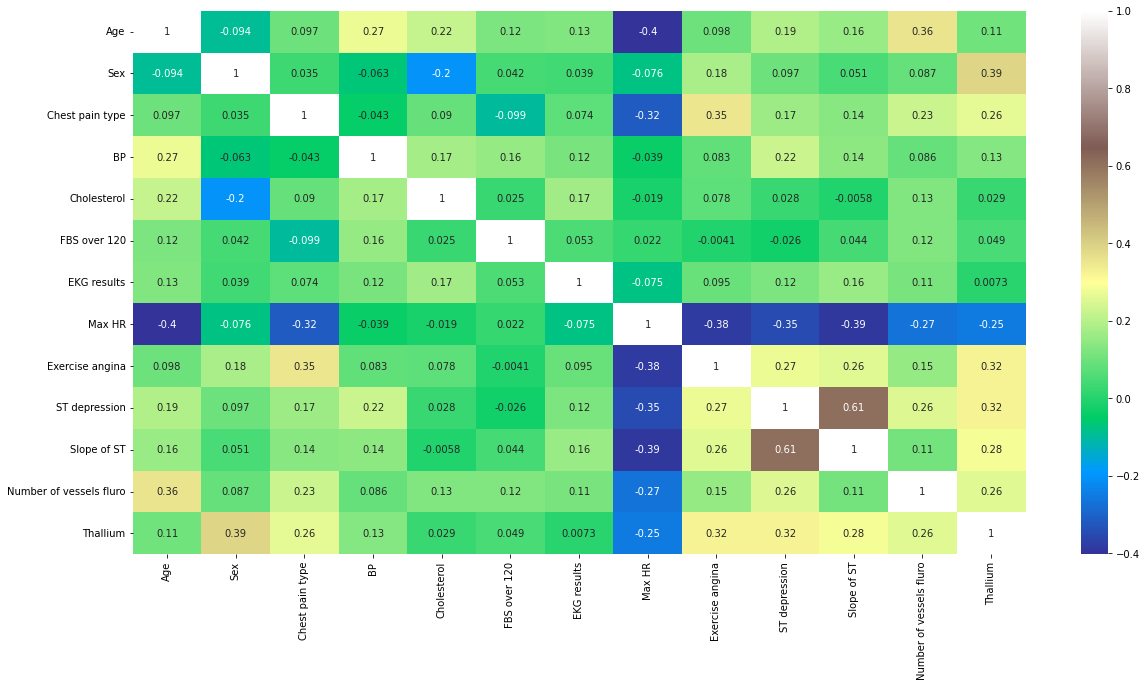 Age 1 -0.094 0.097 0.27 0.22 0.12 0.13 -0.4 0.098 0.19 0.16 0.36 0.11
Sex -0.094 1 0.035 -0.063 -0.2 0.042 0.039 -0.076 0.18 0.097 0.051 0.087 0.39
Chest pain type 0.097 0.035 1 -0.043 0.09 -0.099 0.074 -0.32 0.35 0.17 0.14 0.23 0.26
BP 0.27 -0.063 -0.043 1 0.17 0.16 0.12 -0.039 0.083 0.22 0.14 0.086 0.13
Cholesterol 0.22 -0.2 0.09 0.17 1 0.025 0.17 -0.019 0.078 0.028 -0.0058 0.13 0.029
FBS over 120 0.12 0.042 -0.099 0.16 0.025 1 0.053 0.022 -0.0041 -0.026 0.044 0.12 0.049
EKG results 0.13 0.039 0.074 0.12 0.17 0.053 1 -0.075 0.095 0.12 0.16 0.11 0.0073
Max HR -0.4 -0.076 -0.32 -0.039 -0.019 0.022 -0.075 1 -0.38 -0.35 -0.39 -0.27 -0.25
Exercise angina 0.098 0.18 0.35 0.083 0.078 -0.0041 0.095 -0.38 1 0.27 0.26 0.15 0.32
ST depression 0.19 0.097 0.17 0.22 0.028 -0.026 0.12 -0.35 0.27 1 0.61 0.26 0.32
Slope of ST 0.16 0.051 0.14 0.14 -0.0058 0.044 0.16 -0.39 0.26 0.61 1 0.11 0.28
Number of vessels fluro 0.36 0.087 0.23 0.086 0.13 0.12 0.11 -0.27 0.15 0.26 0.11 1 0.26
Thallium 0.11 0.39 0.26 0.13 0.029 0.049 0.0073 -0.25 0.32 0.32 0.28 0.26 1
Age
Sex
Chest pain type
BP
Cholesterol
FBS over 120
EKG results
Max HR
Exercise angina
ST depression
Slope of ST
Number of vessels fluro
Thallium
1.0
0.8
0.6
0.4
0.2
0.0
-0.2
-0.4